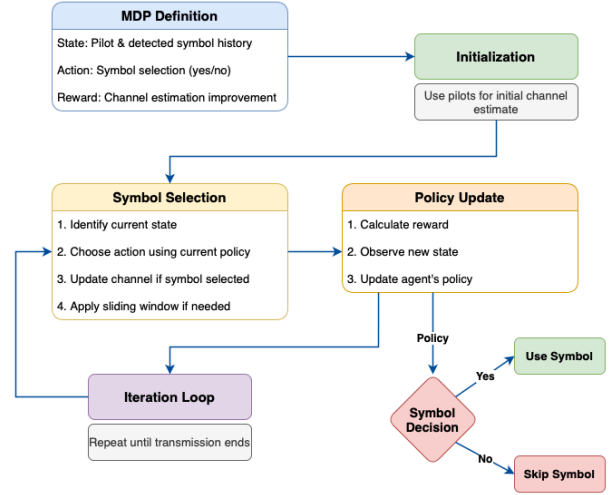 MDP Definition
State: Pilot & detected symbol history
Action: Symbol selection (yes/no)
Reward: Channel estimation improvement
Initialization
Use pilots for initial channel
estimate
Symbol Selection
1. Identify current state
2. Choose action using current policy
3. Update channel if symbol selected
4. Apply sliding window if needed
Policy Update
1. Calculate reward
2. Observe new state
3. Update agent's policy
Iteration Loop
Repeat until transmission ends
Policy
Symbol
Decision
Yes
Use Symbol
No
Skip Symbol